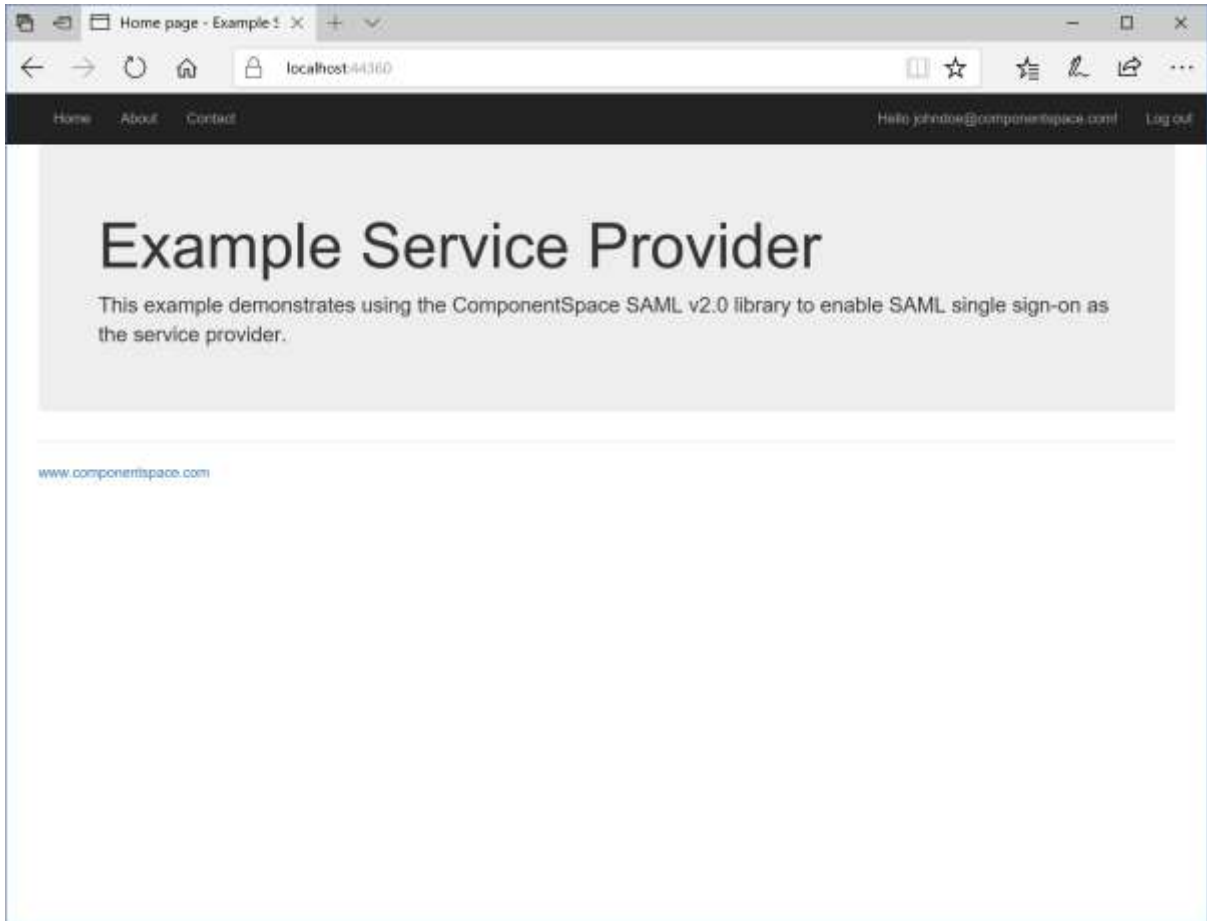 Home page - Example S
localhost:44360
Home About Contact Hello johndoe@componentspace.com! Log out
Example Service Provider
This example demonstrates using the ComponentSpace SAML v2.0 library to enable SAML single sign-on as
the service provider.
www.componentspace.com